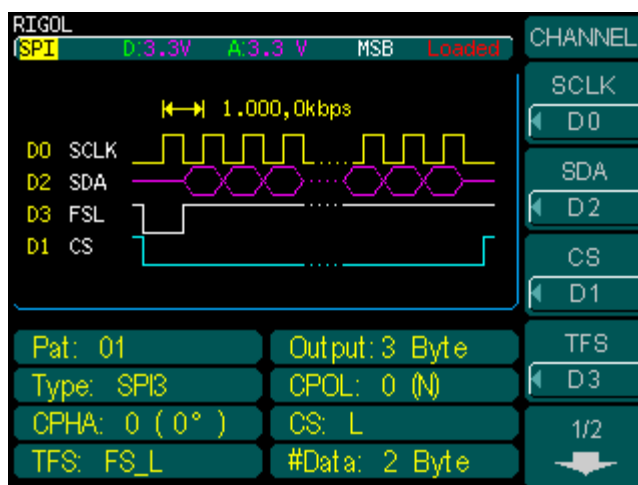 RIGOL
SPI D:3.3V A:3.3 V MSB Loaded
1.000,0kbps
D0 SCLK
D2 SDA
D3 FSL
D1 CS
Pat: 01
Output: 3 Byte
Type: SPI3
CPOL: 0 (N)
CPHA: 0 ( 0° )
CS: L
TFS: FS_L
#Data: 2 Byte
CHANNEL
SCLK
D0
SDA
D2
CS
D1
TFS
D3
1/2